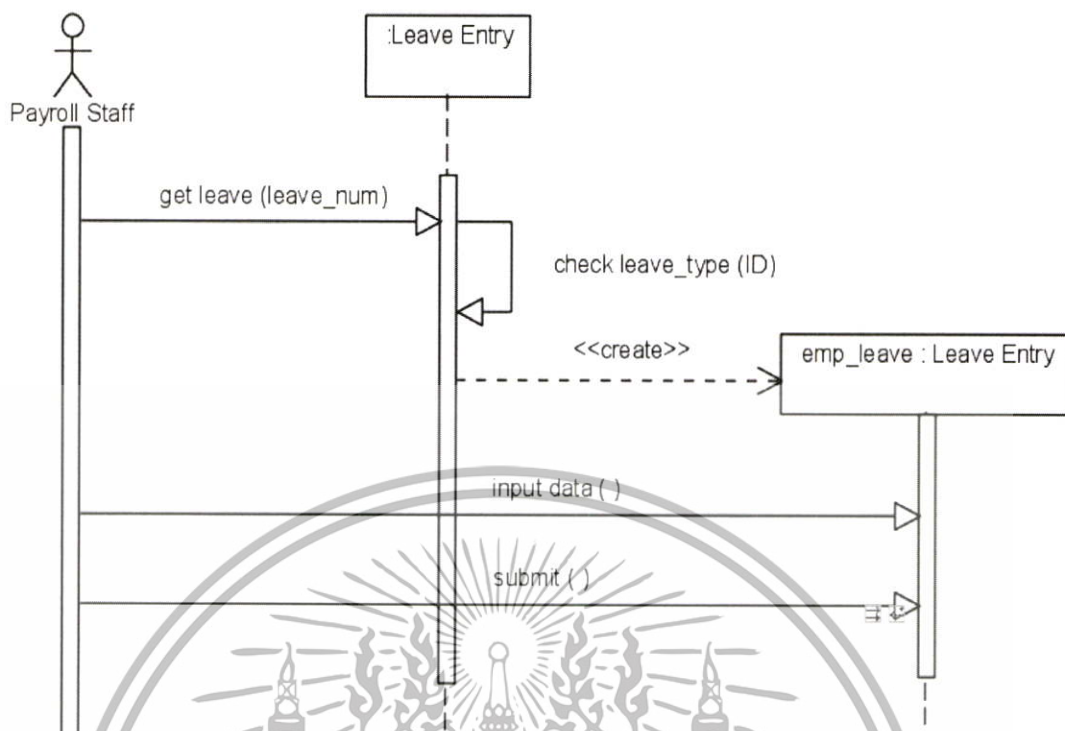 :Leave Entry
Payroll Staff
get leave (leave_num)
check leave_type (ID)
<<create>>
emp_leave : Leave Entry
input data ( )
submit ( )